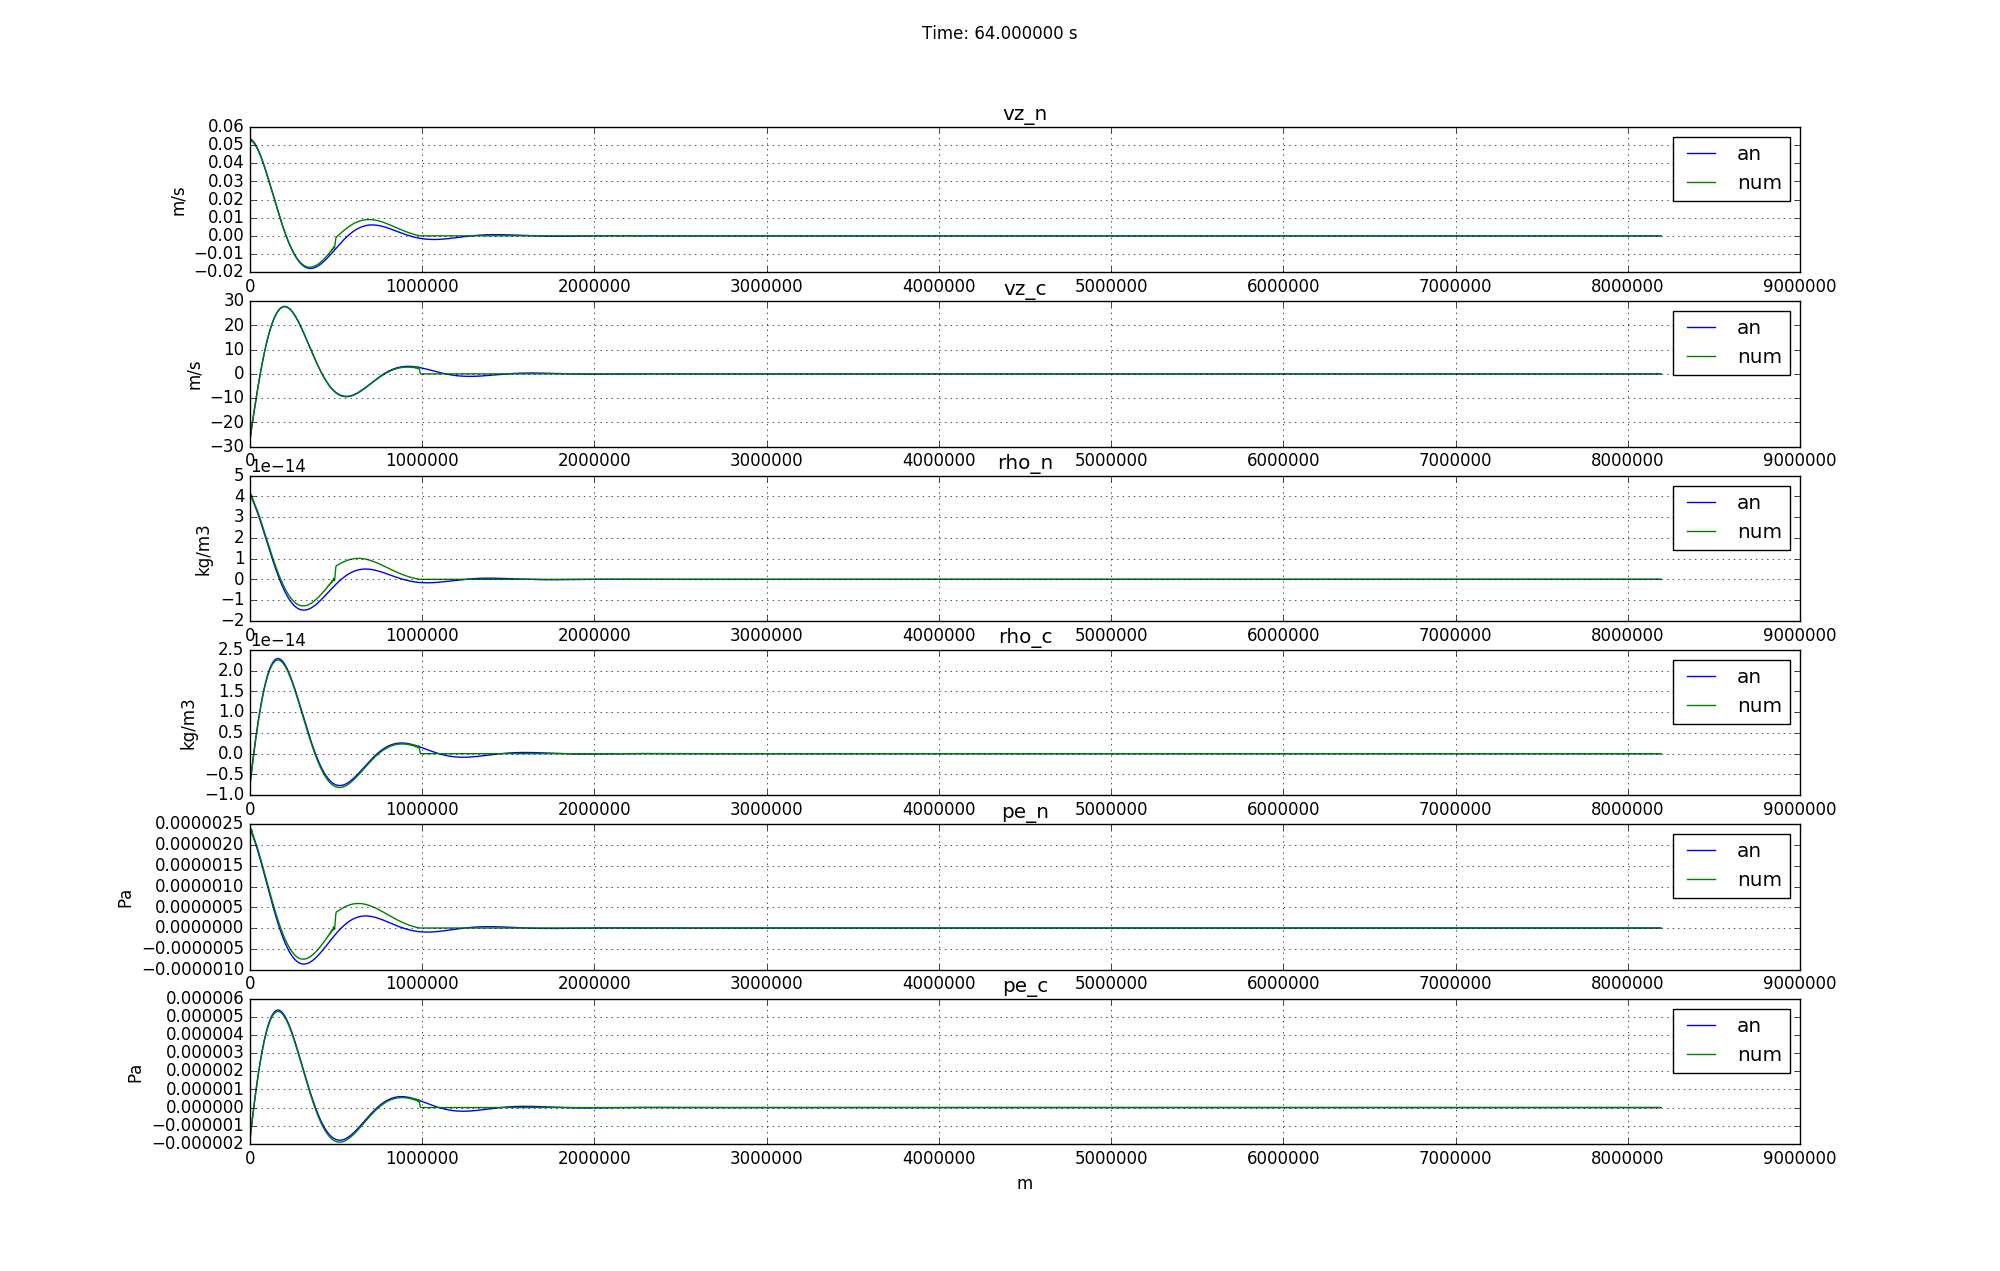 Time: 64.000000 s
vz_n
0.06
0.05
0.04
0.03
0.02
0.01
0.00
−0.01
−0.02
m/s
an
num
0 1000000 2000000 3000000 4000000 5000000 6000000 7000000 8000000 9000000
vz_c
30
20
10
0
−10
−20
−30
m/s
an
num
0 1000000 2000000 3000000 4000000 5000000 6000000 7000000 8000000 9000000
1e−14
rho_n
5
4
3
2
1
0
−1
−2
kg/m3
an
num
0 1000000 2000000 3000000 4000000 5000000 6000000 7000000 8000000 9000000
1e−14
rho_c
2.5
2.0
1.5
1.0
0.5
0.0
−0.5
−1.0
kg/m3
an
num
0 1000000 2000000 3000000 4000000 5000000 6000000 7000000 8000000 9000000
pe_n
0.0000025
0.0000020
0.0000015
0.0000010
0.0000005
0.0000000
−0.0000005
−0.0000010
Pa
an
num
0 1000000 2000000 3000000 4000000 5000000 6000000 7000000 8000000 9000000
pe_c
0.000006
0.000005
0.000004
0.000003
0.000002
0.000001
0.000000
−0.000001
−0.000002
Pa
an
num
0 1000000 2000000 3000000 4000000 5000000 6000000 7000000 8000000 9000000
m